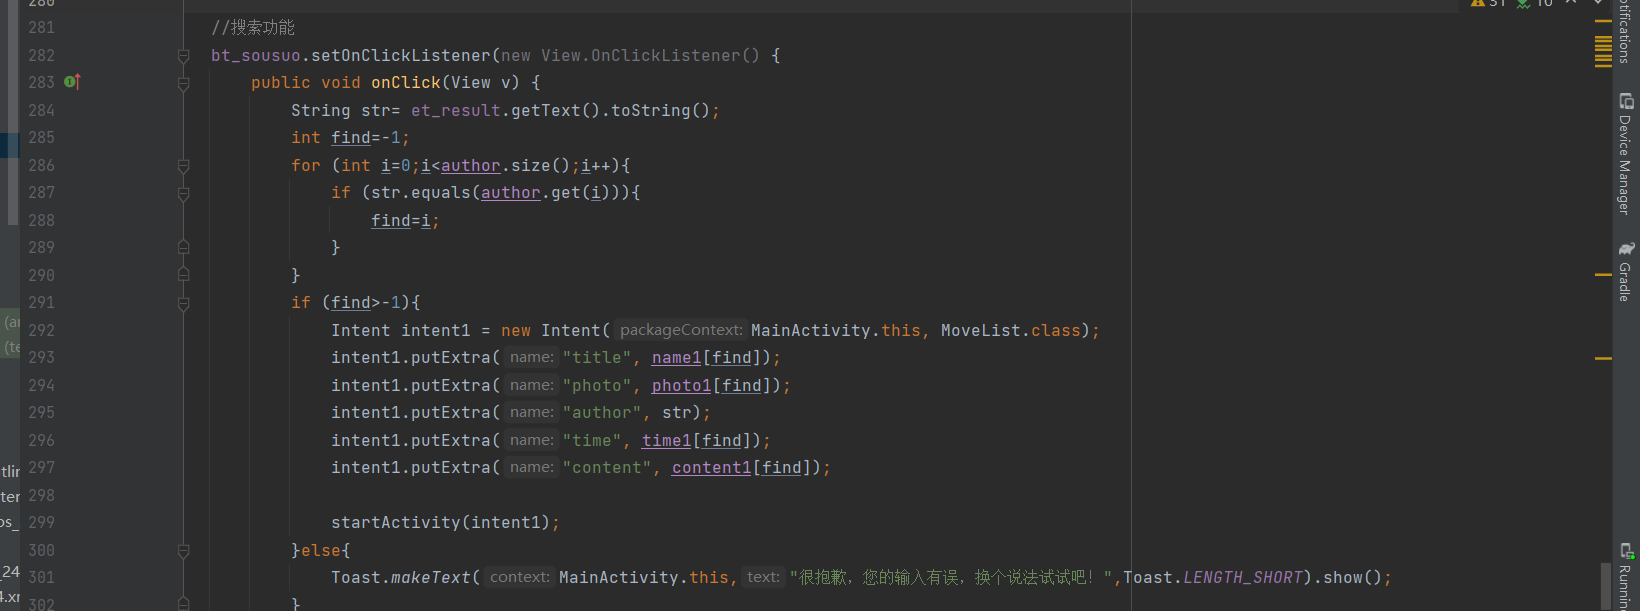 280
31 10
281 //搜索功能
282 bt_sousuo.setOnClickListener(new View.OnClickListener() {
283 public void onClick(View v) {
284 String str= et_result.getText().toString();
285 int find=-1;
286 for (int i=0;i<author.size();i++){
287 if (str.equals(author.get(i))){
288 find=i;
289 }
290 }
291 if (find>-1){
292 Intent intent1 = new Intent( packageContext: MainActivity.this, MoveList.class);
293 intent1.putExtra( name: "title", name1[find]);
294 intent1.putExtra( name: "photo", photo1[find]);
295 intent1.putExtra( name: "author", str);
296 intent1.putExtra( name: "time", time1[find]);
297 intent1.putExtra( name: "content", content1[find]);
298
299 startActivity(intent1);
300 }else{
301 Toast.makeText( context: MainActivity.this, text: "很抱歉，您的输入有误，换个说法试试吧！",Toast.LENGTH_SHORT).show();
302 }
Device Manager
Gradle